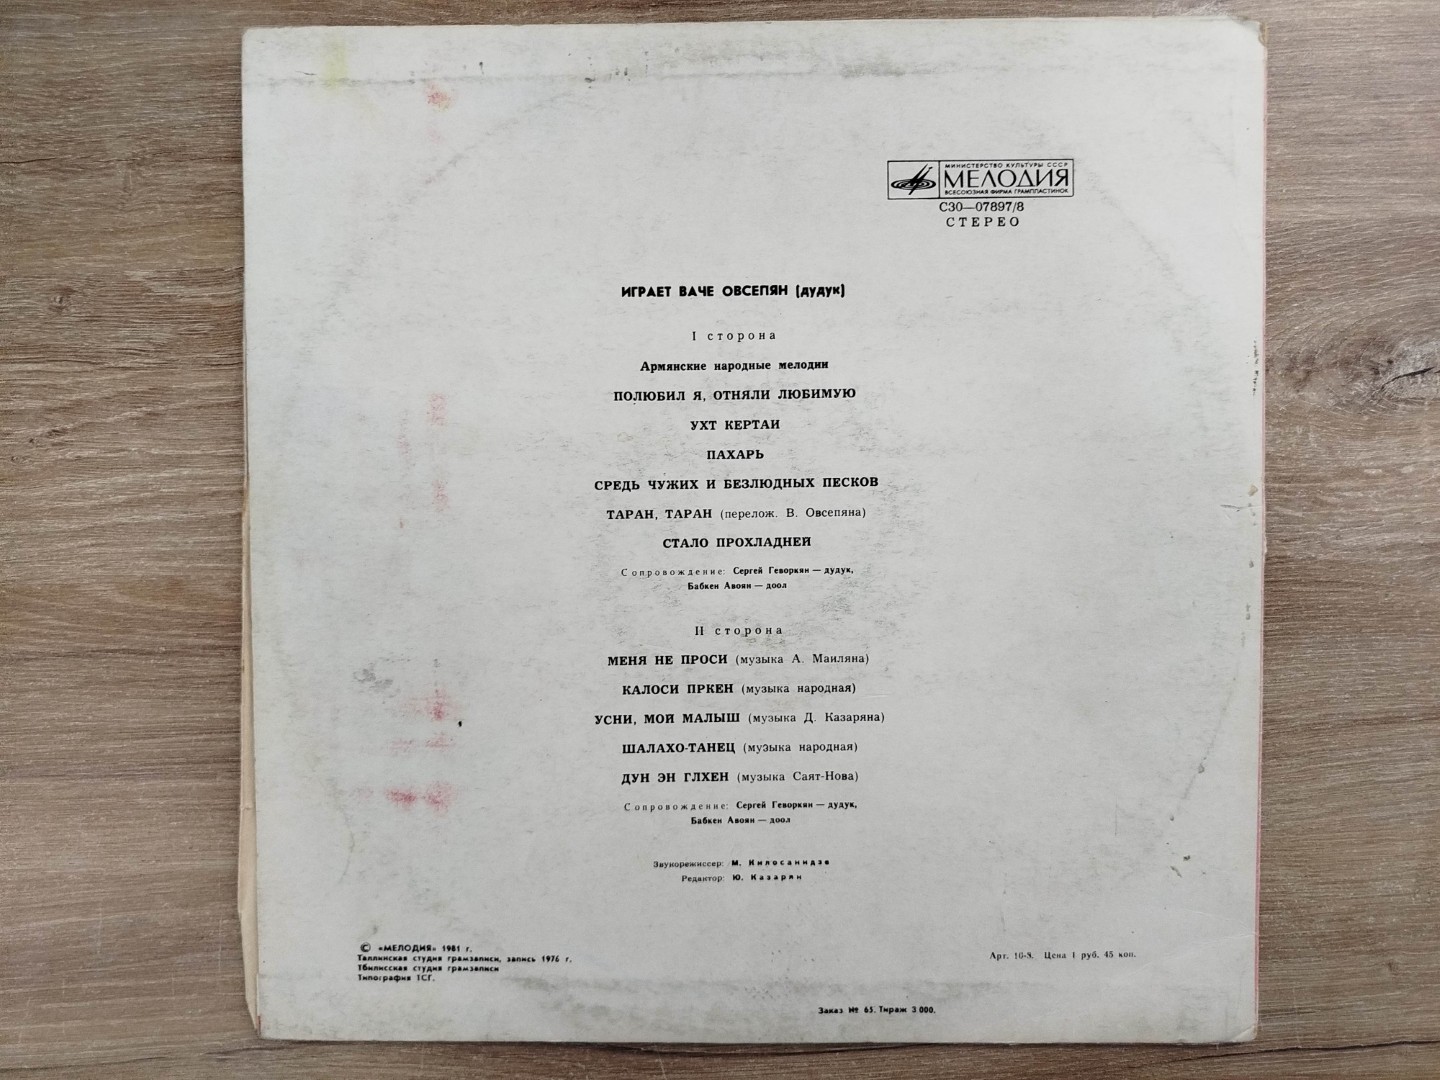 МИНИСТЕРСТВО КУЛЬТУРЫ СССР
МЕЛОДИЯ
ВСЕСОЮЗНАЯ ФИРМА ГРАМПЛАСТИНОК
С30—07897/8
СТЕРЕО
ИГРАЕТ ВАЧЕ ОВСЕПЯН (дудук)
I сторона
Армянские народные мелодии
ПОЛЮБИЛ Я, ОТНЯЛИ ЛЮБИМУЮ
УХТ КЕРТАИ
ПАХАРЬ
СРЕДЬ ЧУЖИХ И БЕЗЛЮДНЫХ ПЕСКОВ
ТАРАН, ТАРАН (перелож. В. Овсепяна)
СТАЛО ПРОХЛАДНЕЙ
Сопровождение: Сергей Геворкян — дудук,
Бабкен Авоян — доол
II сторона
МЕНЯ НЕ ПРОСИ (музыка А. Маиляна)
КАЛОСИ ПРКЕН (музыка народная)
УСНИ, МОЙ МАЛЫШ (музыка Д. Казаряна)
ШАЛАХО-ТАНЕЦ (музыка народная)
ДУН ЭН ГЛХЕН (музыка Саят-Нова)
Сопровождение: Сергей Геворкян — дудук,
Бабкен Авоян — доол
Звукорежиссер: М. Килосанидзе
Редактор: Ю. Казарян
© «МЕЛОДИЯ» 1981 г.
Таллинская студия грамзаписи, запись 1976 г.
Тбилисская студия грамзаписи
Типография ТСГ.
Арт. 10-8. Цена 1 руб. 45 коп.
Заказ № 65. Тираж 3 000.